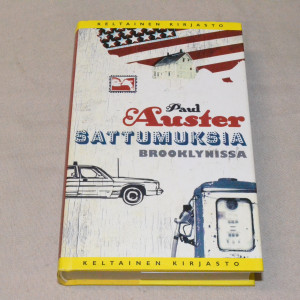 KELTAINEN KIRJASTO
Paul
Auster
SATTUMUKSIA
BROOKLYNISSA
KELTAINEN KIRJASTO